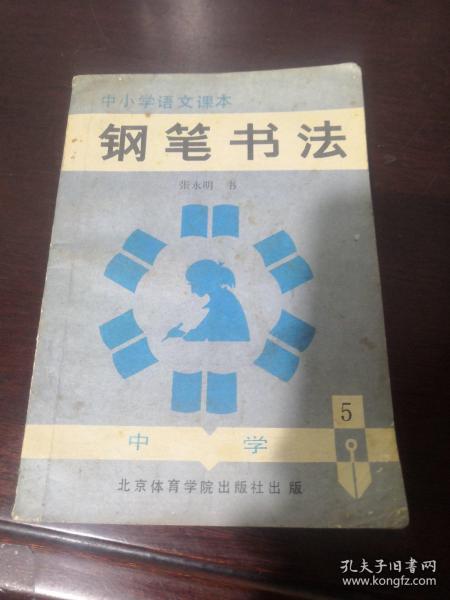 中小学语文课本
钢笔书法
张永明 书
5
中 学
北京体育学院出版社出版
孔夫子旧书网
www.kongfz.com